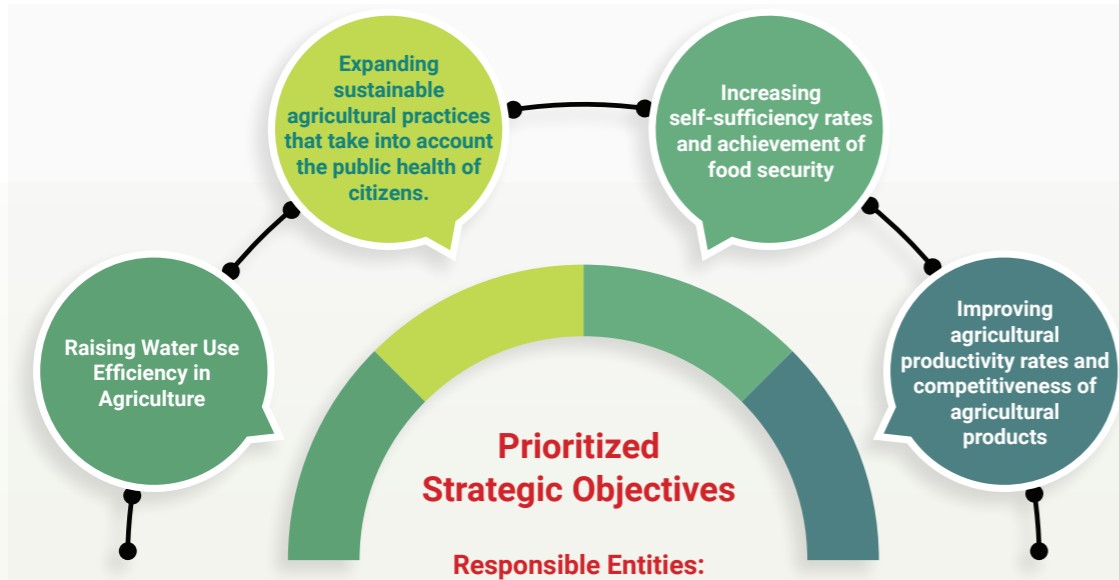 Expanding
sustainable
agricultural practices
that take into account
the public health of
citizens.
Increasing
self-sufficiency rates
and achievement of
food security
Raising Water Use
Efficiency in
Agriculture
Improving
agricultural
productivity rates and
competitiveness of
agricultural
products
Prioritized
Strategic Objectives
Responsible Entities: